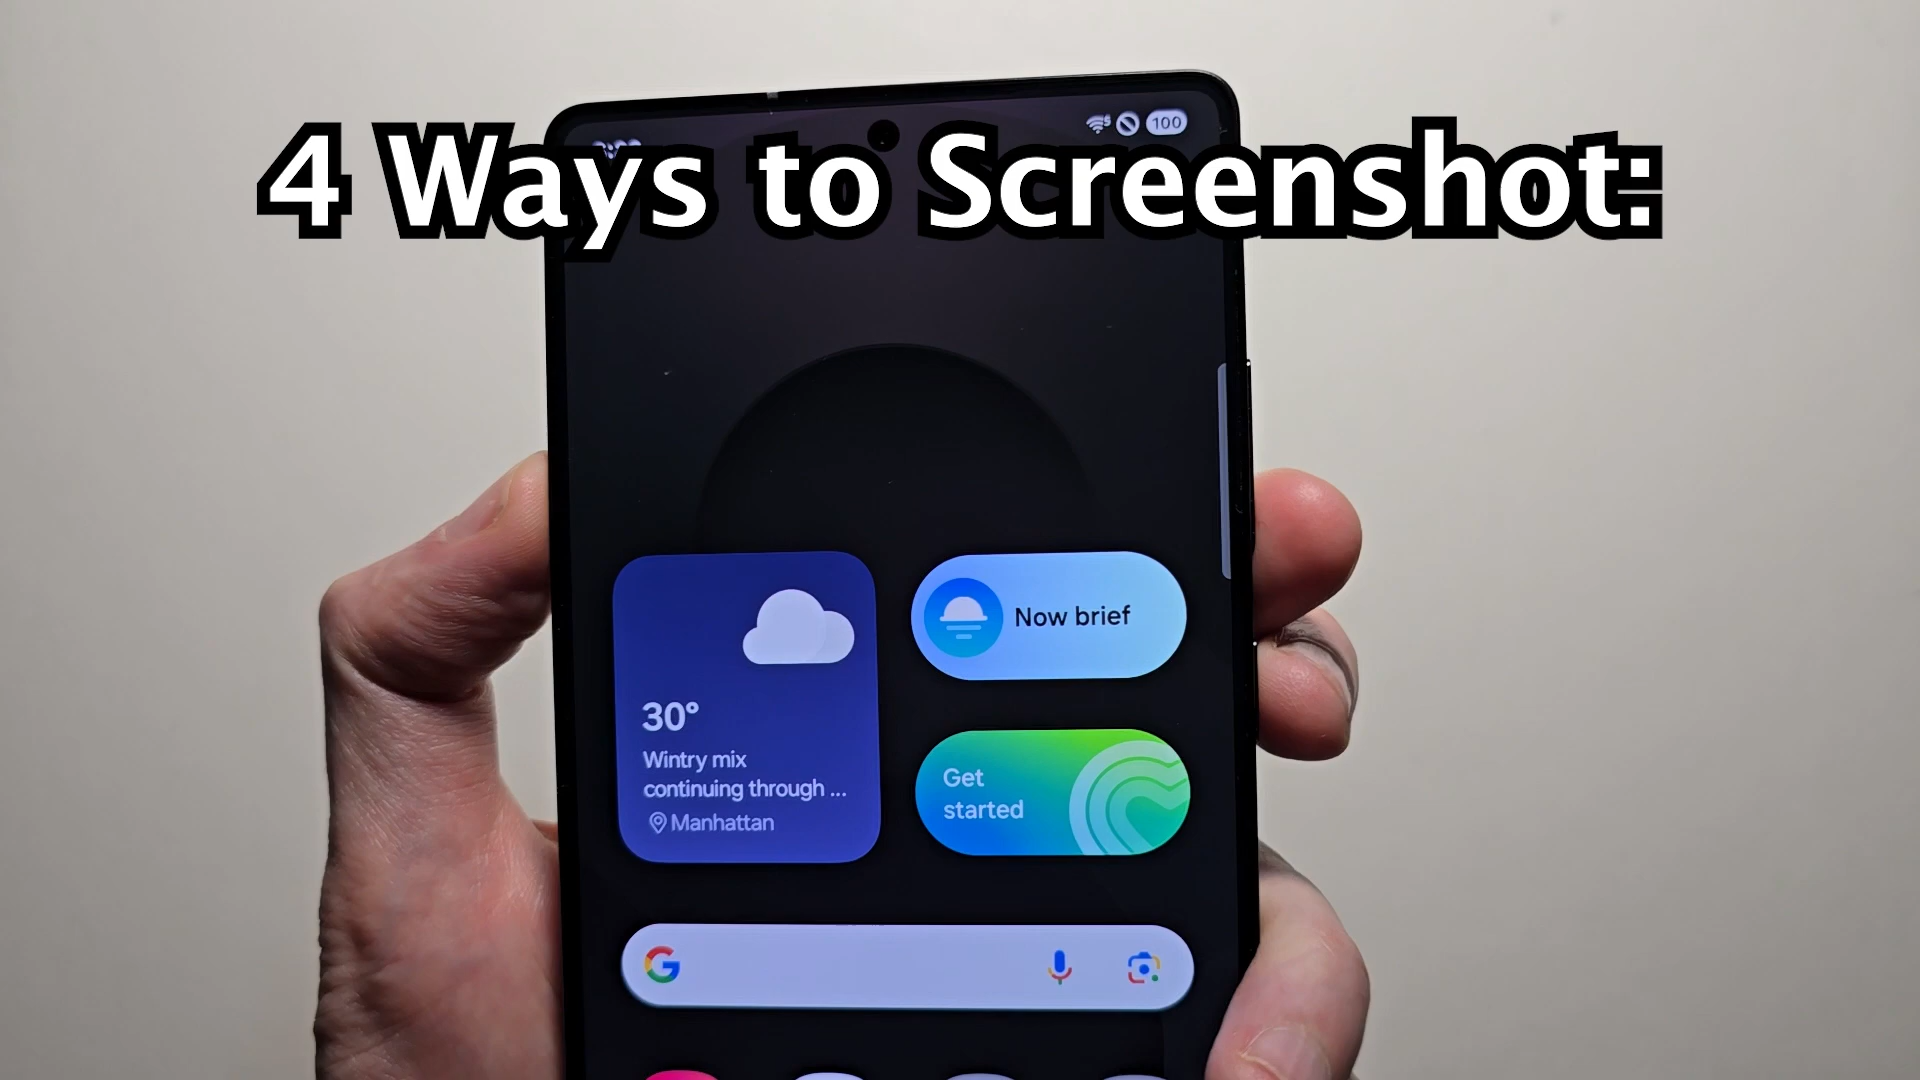 100
4 Ways to Screenshot:
Now brief
30°
Wintry mix
continuing through ...
Manhattan
Get
started
G